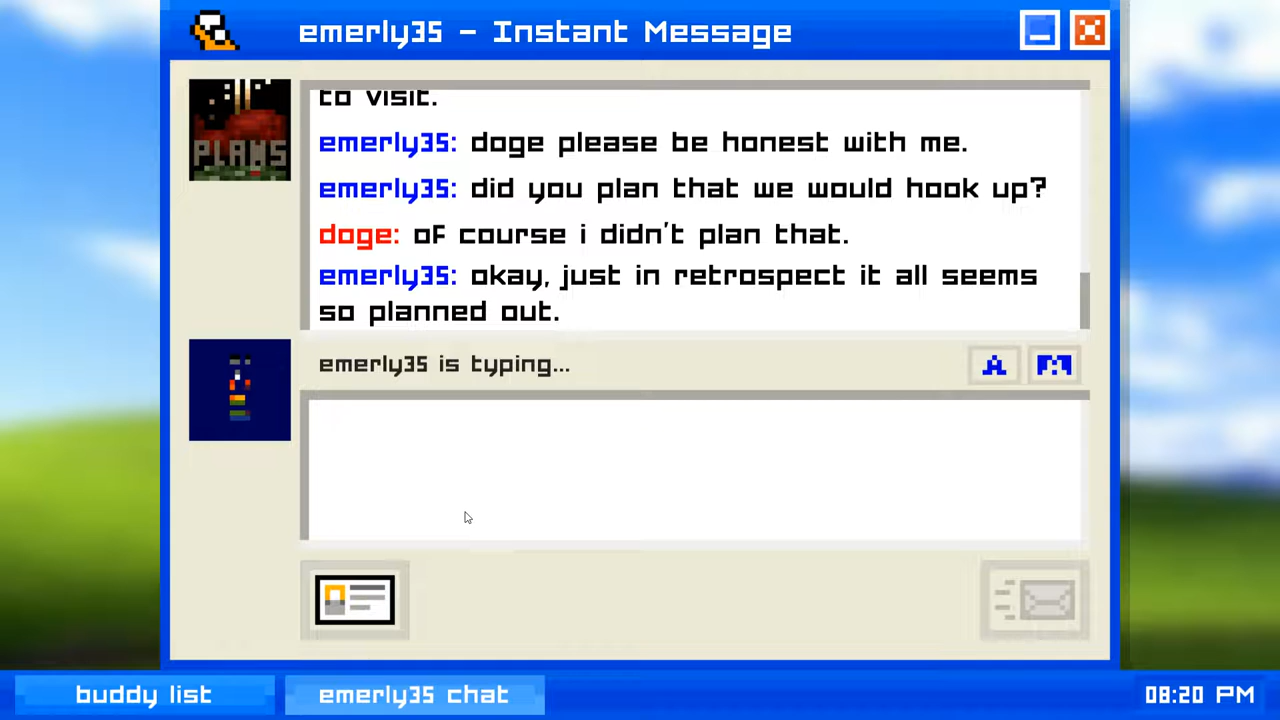 emerly35 - Instant Message
to visit.
emerly35: doge please be honest with me.
emerly35: did you plan that we would hook up?
doge: of course i didn't plan that.
emerly35: okay, just in retrospect it all seems
so planned out.
PLANS
emerly35 is typing...
A
buddy list
emerly35 chat
08:20 PM